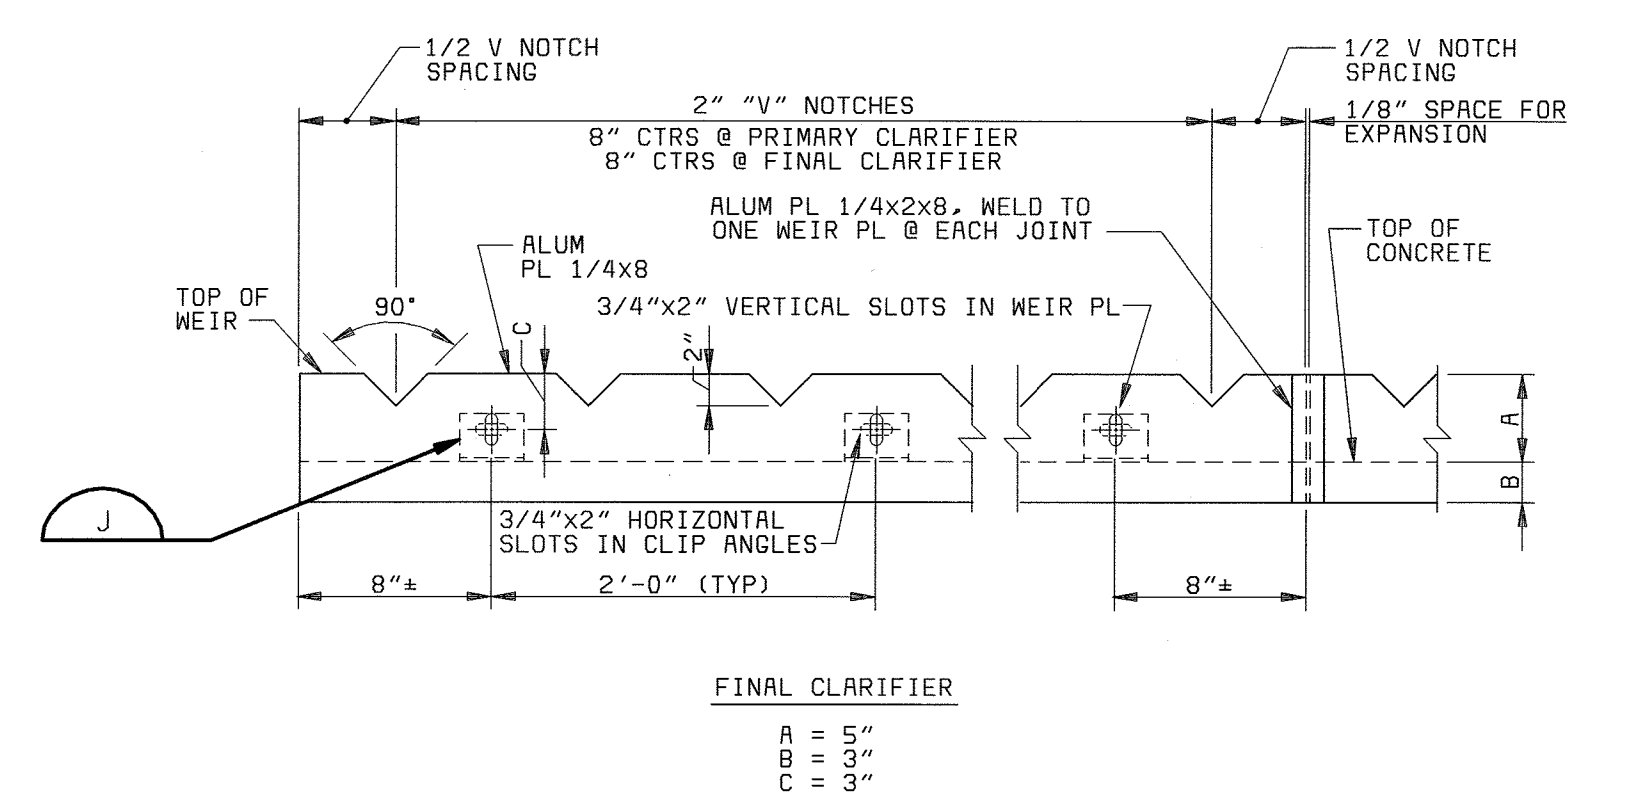 1/2 V NOTCH
SPACING
1/2 V NOTCH
SPACING
2" "V" NOTCHES
8" CTRS @ PRIMARY CLARIFIER
8" CTRS @ FINAL CLARIFIER
1/8" SPACE FOR
EXPANSION
ALUM PL 1/4x2x8, WELD TO
ONE WEIR PL @ EACH JOINT
TOP OF
CONCRETE
ALUM
PL 1/4x8
TOP OF
WEIR
90°
3/4"x2" VERTICAL SLOTS IN WEIR PL
C
2"
A
B
J
3/4"x2" HORIZONTAL
SLOTS IN CLIP ANGLES
8"±
2'-0" (TYP)
8"±
FINAL CLARIFIER
A = 5"
B = 3"
C = 3"